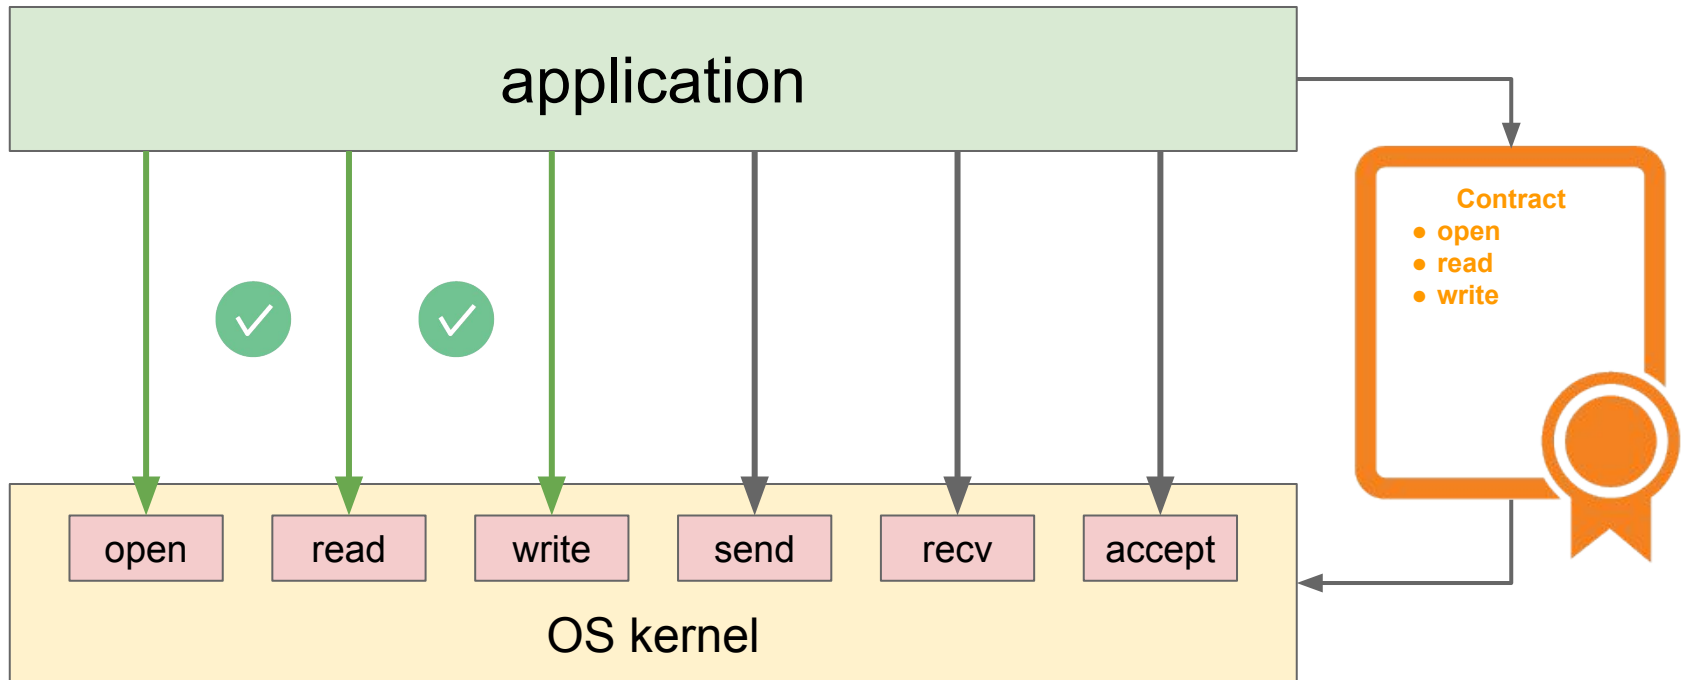 application
Contract
● open
● read
● write
open read write send recv accept
OS kernel